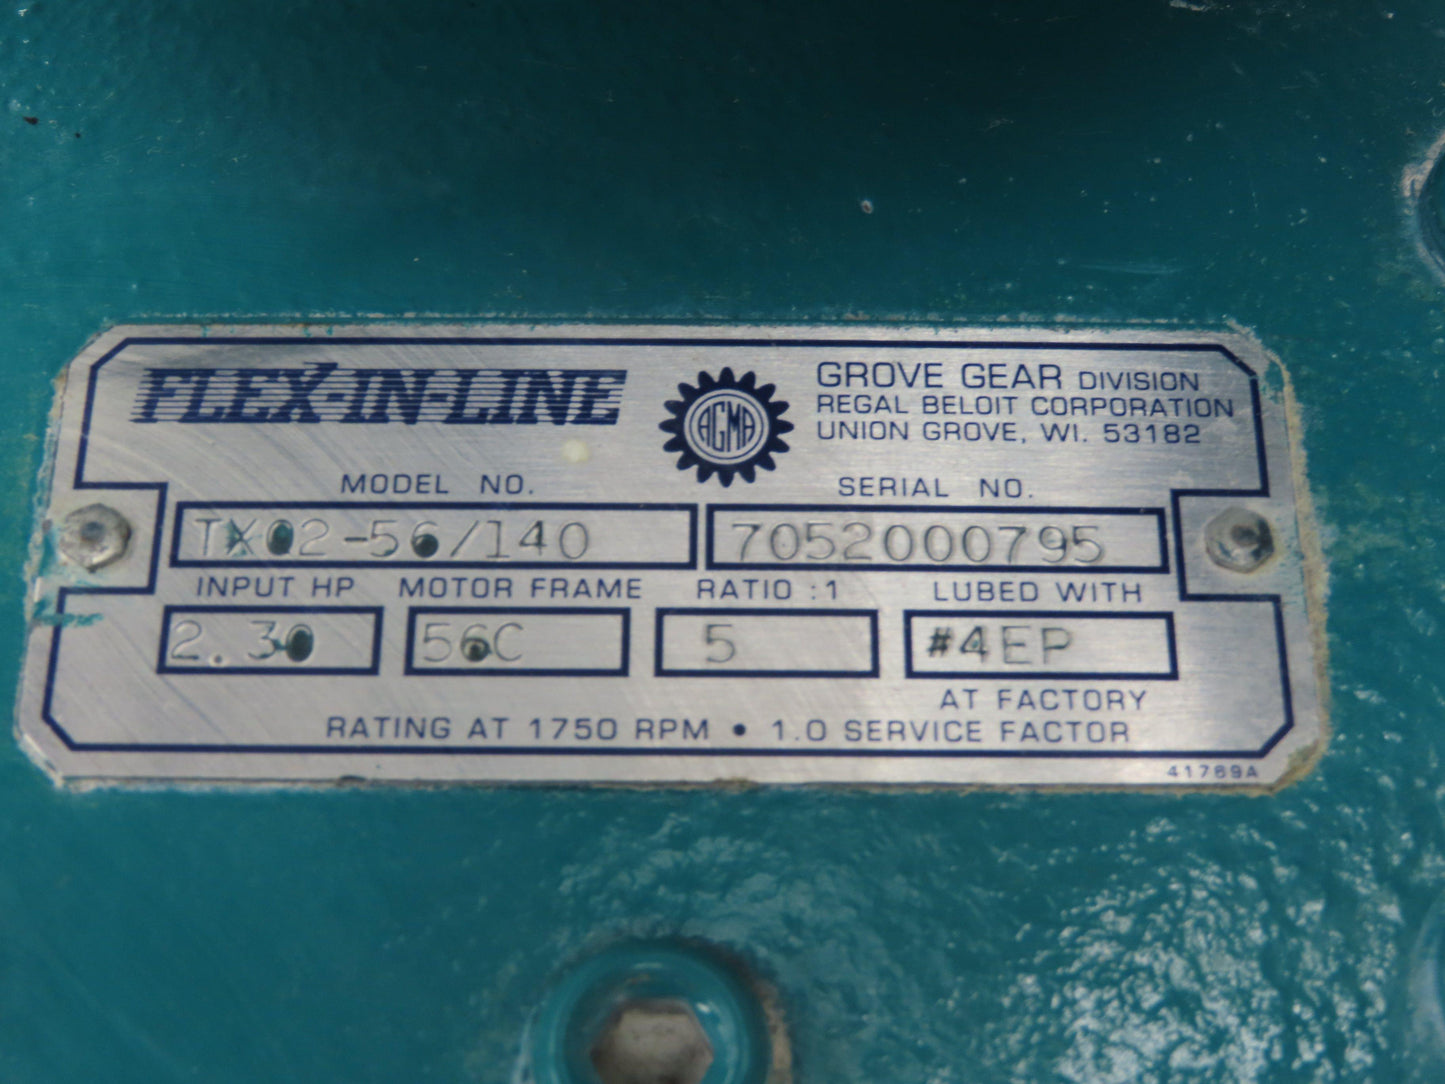 FLEX-IN-LINE
AGMA
GROVE GEAR DIVISION
REGAL BELOIT CORPORATION
UNION GROVE, WI. 53182
MODEL NO. SERIAL NO.
TXQ2-56/140 7052000795
INPUT HP MOTOR FRAME RATIO :1 LUBED WITH
2.30 56C 5 #4EP
AT FACTORY
RATING AT 1750 RPM • 1.0 SERVICE FACTOR
41769A